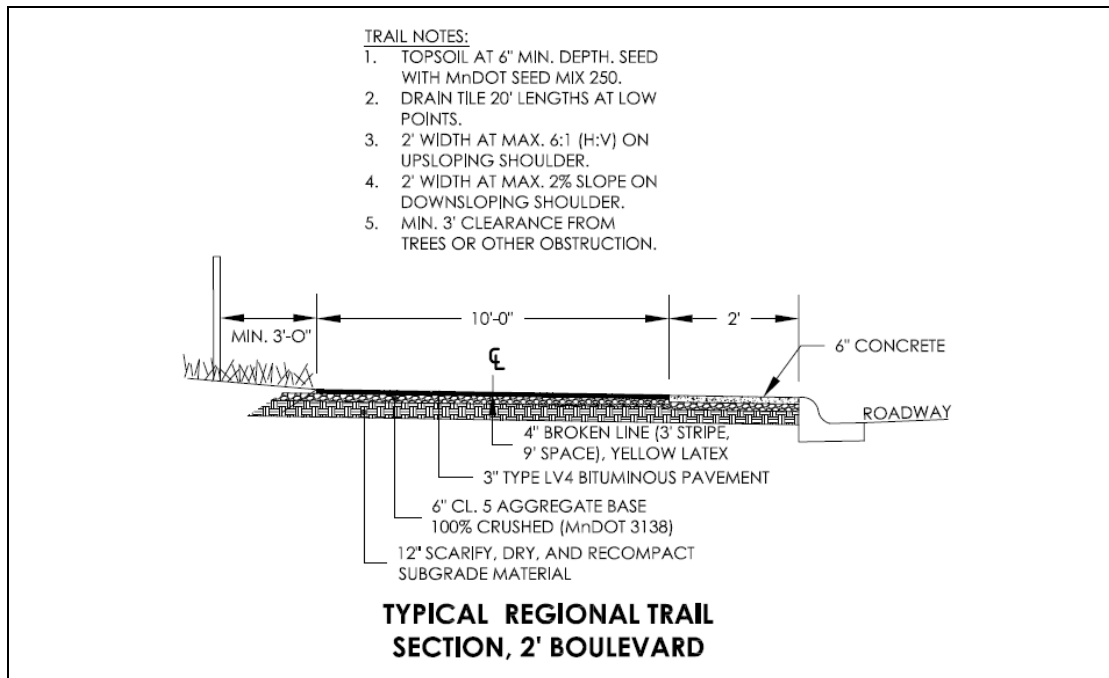 TRAIL NOTES:
1. TOPSOIL AT 6" MIN. DEPTH. SEED
WITH MnDOT SEED MIX 250.
2. DRAIN TILE 20' LENGTHS AT LOW
POINTS.
3. 2' WIDTH AT MAX. 6:1 (H:V) ON
UPSLOPING SHOULDER.
4. 2' WIDTH AT MAX. 2% SLOPE ON
DOWNSLOPING SHOULDER.
5. MIN. 3' CLEARANCE FROM
TREES OR OTHER OBSTRUCTION.
MIN. 3'-O"
10'-0"
2'
℄
6" CONCRETE
ROADWAY
4" BROKEN LINE (3' STRIPE,
9' SPACE), YELLOW LATEX
3" TYPE LV4 BITUMINOUS PAVEMENT
6" CL. 5 AGGREGATE BASE
100% CRUSHED (MnDOT 3138)
12" SCARIFY, DRY, AND RECOMPACT
SUBGRADE MATERIAL
TYPICAL REGIONAL TRAIL
SECTION, 2' BOULEVARD